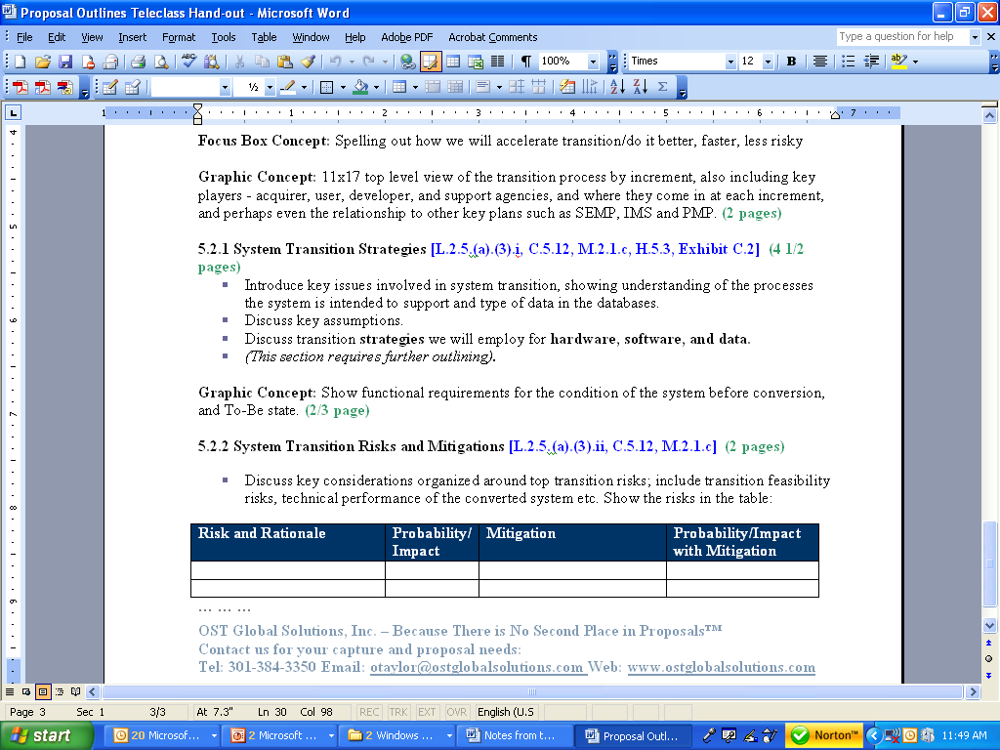 Proposal Outlines Teleclass Hand-out - Microsoft Word
File Edit View Insert Format Tools Table Window Help Adobe PDF Acrobat Comments
Type a question for help
100% Times 12 B
½
1 1 2 3 4 5 6 7
Focus Box Concept: Spelling out how we will accelerate transition/do it better, faster, less risky
Graphic Concept: 11x17 top level view of the transition process by increment, also including key
players - acquirer, user, developer, and support agencies, and where they come in at each increment,
and perhaps even the relationship to other key plans such as SEMP, IMS and PMP. (2 pages)
5.2.1 System Transition Strategies [L.2.5.(a).(3).i, C.5.12, M.2.1.c, H.5.3, Exhibit C.2] (4 1/2
pages)
Introduce key issues involved in system transition, showing understanding of the processes
the system is intended to support and type of data in the databases.
Discuss key assumptions.
Discuss transition strategies we will employ for hardware, software, and data.
(This section requires further outlining).
Graphic Concept: Show functional requirements for the condition of the system before conversion,
and To-Be state. (2/3 page)
5.2.2 System Transition Risks and Mitigations [L.2.5.(a).(3).ii, C.5.12, M.2.1.c] (2 pages)
Discuss key considerations organized around top transition risks; include transition feasibility
risks, technical performance of the converted system etc. Show the risks in the table:
Risk and Rationale Probability/ Mitigation Probability/Impact
Impact with Mitigation
... ... ...
OST Global Solutions, Inc. – Because There is No Second Place in Proposals™
Contact us for your capture and proposal needs:
Tel: 301-384-3350 Email: otaylor@ostglobalsolutions.com Web: www.ostglobalsolutions.com
Page 3 Sec 1 3/3 At 7.3" Ln 30 Col 98 REC TRK EXT OVR English (U.S
start 20 Microsof... 2 Microsoft ... 2 Windows ... Notes from t... Proposal Outl... Norton™ 11:49 AM